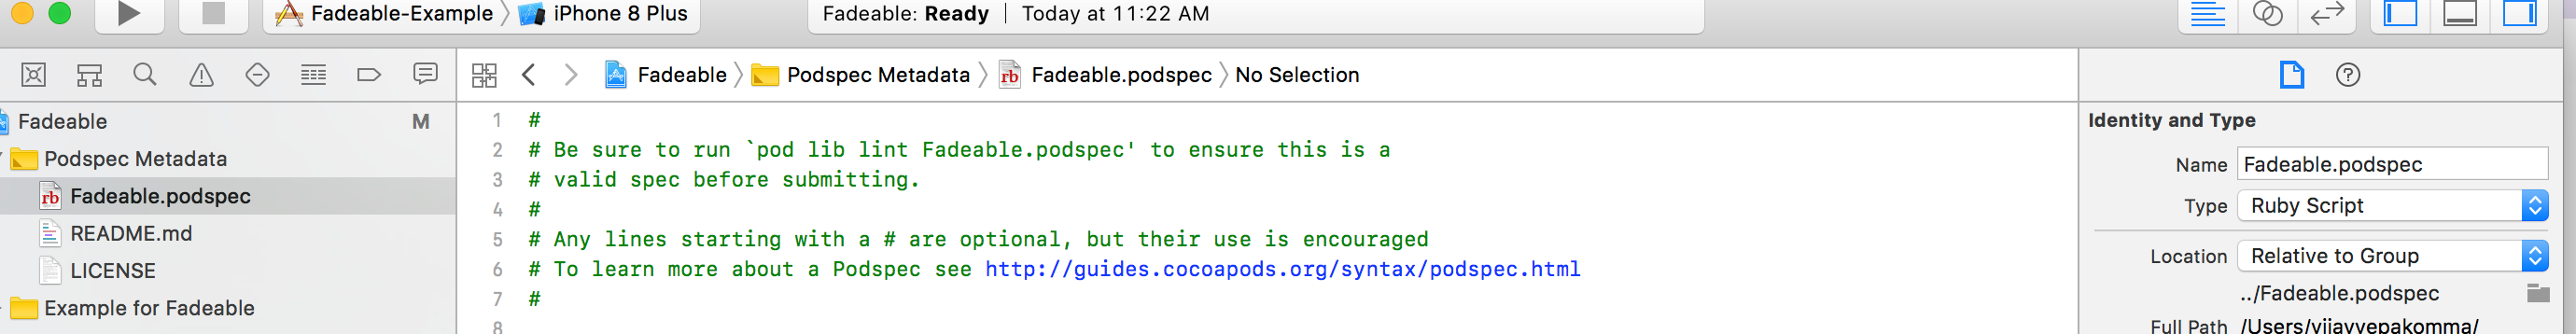 Fadeable-Example iPhone 8 Plus Fadeable: Ready Today at 11:22 AM
Fadeable Podspec Metadata rb Fadeable.podspec No Selection
Fadeable M
Podspec Metadata
rb Fadeable.podspec
README.md
LICENSE
Example for Fadeable
1 #
2 # Be sure to run `pod lib lint Fadeable.podspec' to ensure this is a
3 # valid spec before submitting.
4 #
5 # Any lines starting with a # are optional, but their use is encouraged
6 # To learn more about a Podspec see http://guides.cocoapods.org/syntax/podspec.html
7 #
8
Identity and Type
Name Fadeable.podspec
Type Ruby Script
Location Relative to Group
../Fadeable.podspec
Full Path /Users/vijayvepakomma/